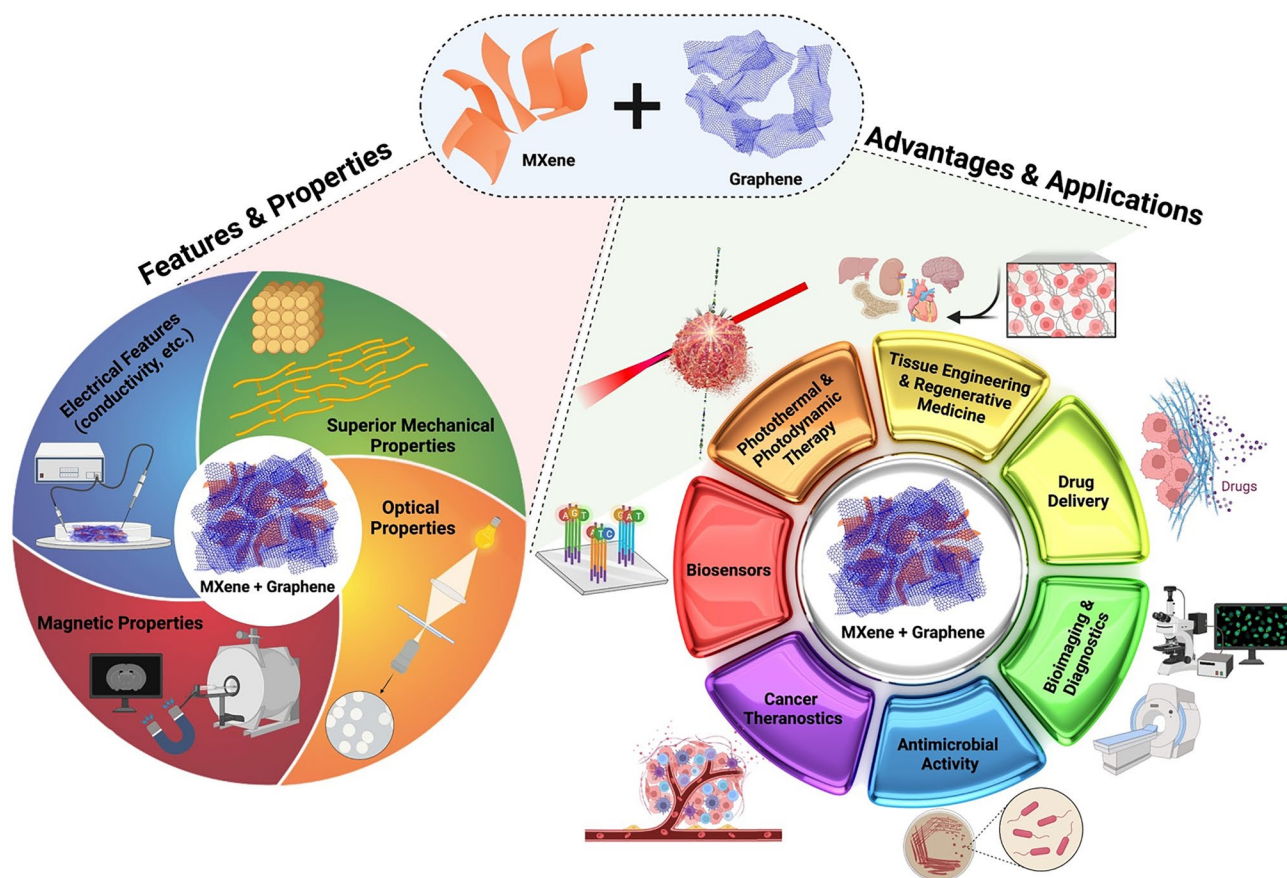 MXene
Graphene
Features & Properties
Advantages & Applications
Electrical Features
(conductivity, etc.)
Superior Mechanical
Properties
Optical
Properties
MXene + Graphene
Magnetic Properties
Photothermal &
Photodynamic
Therapy
Tissue Engineering
& Regenerative
Medicine
Drug
Delivery
Drugs
A G T
A T C
G A T
Biosensors
Bioimaging &
Diagnostics
MXene + Graphene
Cancer
Theranostics
Antimicrobial
Activity